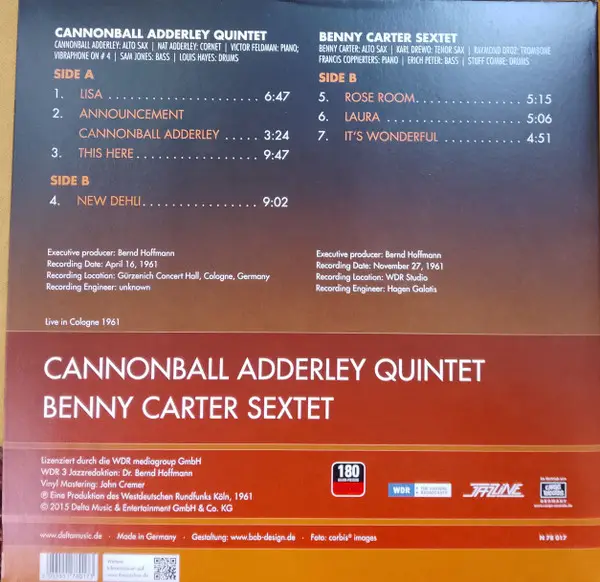 CANNONBALL ADDERLEY QUINTET
CANNONBALL ADDERLEY: ALTO SAX | NAT ADDERLEY: CORNET | VICTOR FELDMAN: PIANO;
VIBRAPHONE ON # 4 | SAM JONES: BASS | LOUIS HAYES: DRUMS
SIDE A
1. LISA 6:47
2. ANNOUNCEMENT
CANNONBALL ADDERLEY 3:24
3. THIS HERE 9:47
SIDE B
4. NEW DEHLI 9:02
BENNY CARTER SEXTET
BENNY CARTER: ALTO SAX | KARL DREWO: TENOR SAX | RAYMOND DROZ: TROMBONE
FRANCIS COPPIERTERS: PIANO | ERICH PETER: BASS | STUFF COMBE: DRUMS
SIDE B
5. ROSE ROOM 5:15
6. LAURA 5:06
7. IT'S WONDERFUL 4:51
Executive producer: Bernd Hoffmann
Recording Date: April 16, 1961
Recording Location: Gürzenich Concert Hall, Cologne, Germany
Recording Engineer: unknown
Executive producer: Bernd Hoffmann
Recording Date: November 27, 1961
Recording Location: WDR Studio
Recording Engineer: Hagen Galatis
Live in Cologne 1961
CANNONBALL ADDERLEY QUINTET
BENNY CARTER SEXTET
Lizenziert durch die WDR mediagroup GmbH
WDR 3 Jazzredaktion: Dr. Bernd Hoffmann
Vinyl Mastering: John Cremer
℗ Eine Produktion des Westdeutschen Rundfunks Köln, 1961
© 2015 Delta Music & Entertainment GmbH & Co. KG
180
WDR
JAZZLINE
www.deltamusic.de · Made in Germany · Gestaltung: www.bob-design.de · Foto: corbis® images
N 78 017